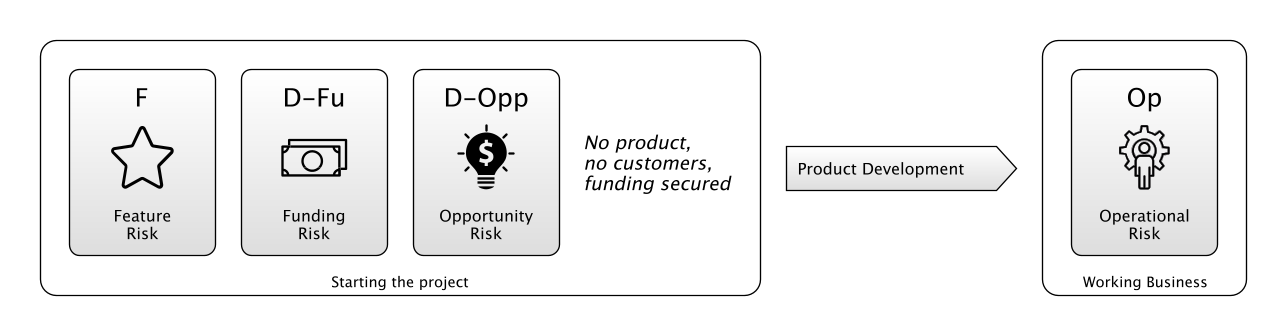 F
Feature
Risk
D-Fu
Funding
Risk
D-Opp
$
Opportunity
Risk
No product,
no customers,
funding secured
Starting the project
Product Development
Op
Operational
Risk
Working Business